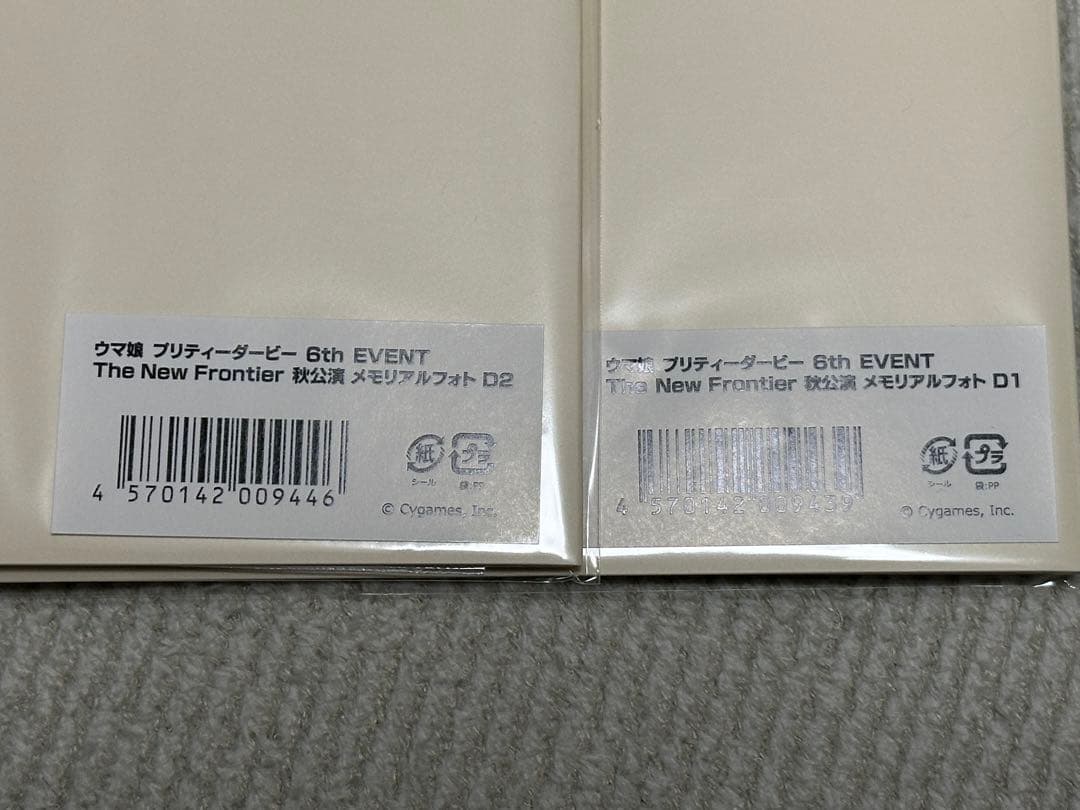 ウマ娘 プリティーダービー 6th EVENT
The New Frontier 秋公演 メモリアルフォト D2
4 570142 009446
紙
シール
プラ
袋:PP
© Cygames, Inc.
ウマ娘 プリティーダービー 6th EVENT
The New Frontier 秋公演 メモリアルフォト D1
4 570142 009439
紙
シール
プラ
袋:PP
© Cygames, Inc.